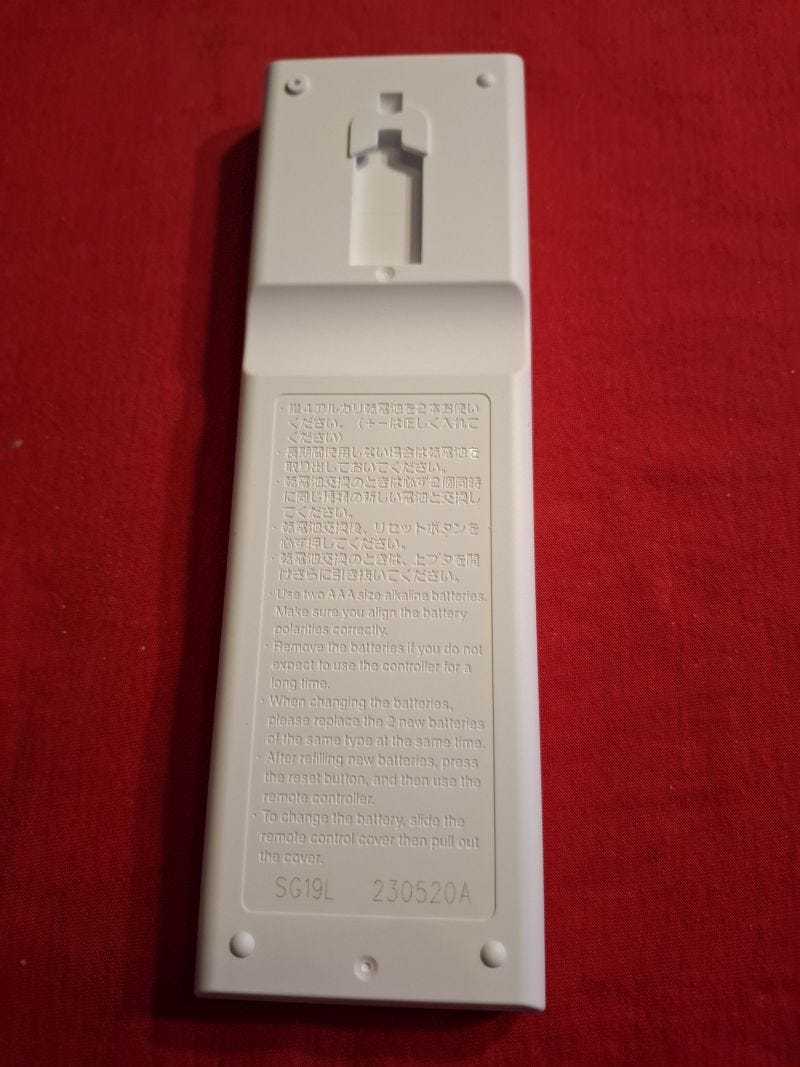 ・単4アルカリ乾電池を2本お使い
ください。（＋－は正しく入れて
ください）
・長期間使用しない場合は乾電池を
取り出しておいてください。
・乾電池交換のときは必ず2個同時
に同じ種類の新しい電池と交換し
てください。
・乾電池交換後、リセットボタンを
必ず押してください。
・乾電池交換のときは、上ブタを開
けさらに引き抜いてください。
・Use two AAA size alkaline batteries.
Make sure you align the battery
polarities correctly.
・Remove the batteries if you do not
expect to use the controller for a
long time.
・When changing the batteries,
please replace the 2 new batteries
of the same type at the same time.
・After refilling new batteries, press
the reset button, and then use the
remote controller.
・To change the battery, slide the
remote control cover then pull out
the cover.
SG19L 230520A